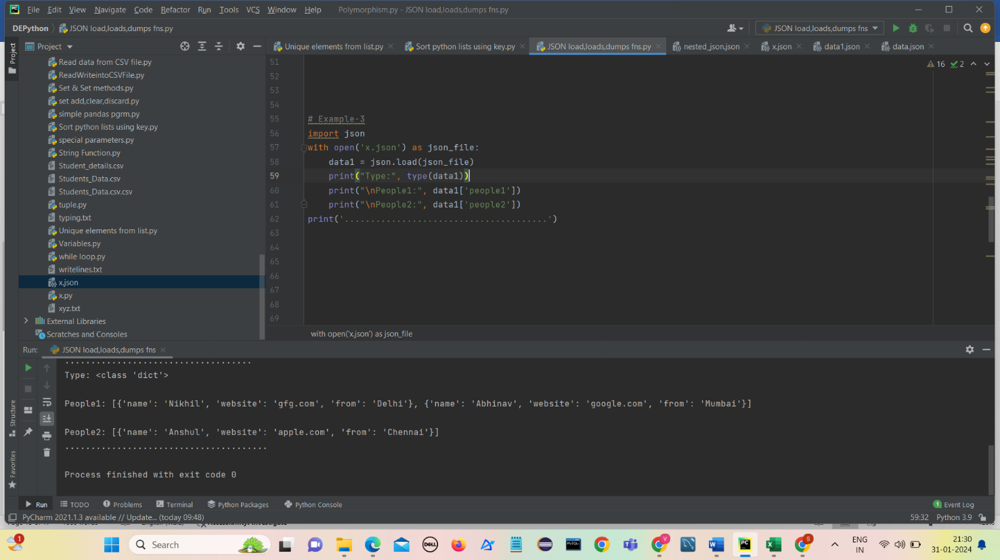 File Edit View Navigate Code Refactor Run Tools VCS Window Help Polymorphism.py - JSON load,loads,dumps fns.py
DEPython JSON load,loads,dumps fns.py JSON load,loads,dumps fns
Project Project Unique elements from list.py Sort python lists using key.py JSON load,loads,dumps fns.py nested_json.json x.json data1.json data.json
Read data from CSV file.py
ReadWriteintoCSVFile.py
Set & Set methods.py
set add,clear,discard.py
simple pandas pgrm.py
Sort python lists using key.py
special parameters.py
String Function.py
Student_details.csv
Students_Data.csv
Students_Data.csv.csv
tuple.py
typing.txt
Unique elements from list.py
Variables.py
while loop.py
writelines.txt
x.json
x.py
xyz.txt
External Libraries
Scratches and Consoles
16 2
51
52
53
54
55 # Example-3
56 import json
57 with open('x.json') as json_file:
58 data1 = json.load(json_file)
59 print("Type:", type(data1))
60 print("\nPeople1:", data1['people1'])
61 print("\nPeople2:", data1['people2'])
62 print('.......................................')
63
64
65
66
67
68
69
with open('x.json') as json_file
Run: JSON load,loads,dumps fns
....................................
Type: <class 'dict'>
People1: [{'name': 'Nikhil', 'website': 'gfg.com', 'from': 'Delhi'}, {'name': 'Abhinav', 'website': 'google.com', 'from': 'Mumbai'}]
People2: [{'name': 'Anshul', 'website': 'apple.com', 'from': 'Chennai'}]
.......................................
Process finished with exit code 0
Structure
Favorites
Run TODO Problems Terminal Python Packages Python Console 1 Event Log
PyCharm 2021.1.3 available // Update... (today 09:48) 59:32 Python 3.9
1 Search DELL MySQL V W PC X S ENG 21:30
IN 31-01-2024